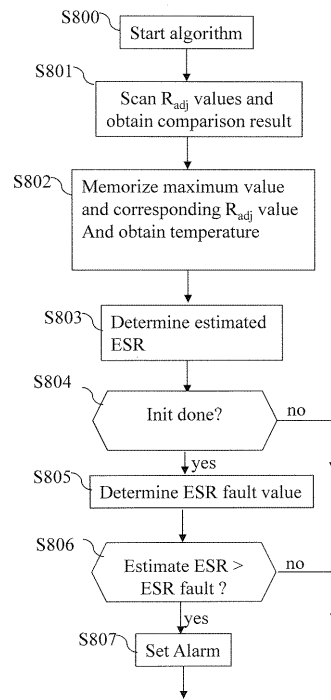 S800
Start algorithm
S801
Scan Radj values and
obtain comparison result
S802
Memorize maximum value
and corresponding Radj value
And obtain temperature
S803
Determine estimated
ESR
S804
Init done?
no
yes
S805
Determine ESR fault value
S806
Estimate ESR >
ESR fault ?
no
yes
S807
Set Alarm